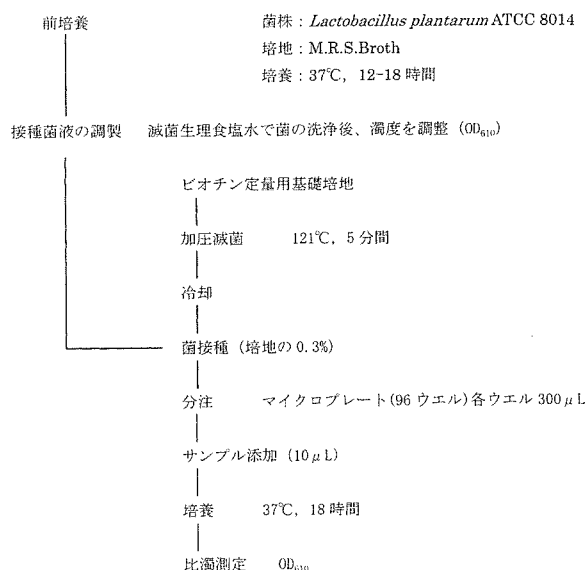 前培養
菌株：Lactobacillus plantarum ATCC 8014
培地：M.R.S.Broth
培養：37℃，12-18 時間
接種菌液の調製 滅菌生理食塩水で菌の洗浄後、濁度を調整（OD₆₁₀）
ビオチン定量用基礎培地
加圧滅菌 121℃，5 分間
冷却
菌接種（培地の 0.3%）
分注 マイクロプレート(96 ウエル)各ウエル 300μL
サンプル添加（10μL）
培養 37℃，18 時間
比濁測定 OD₆₁₀